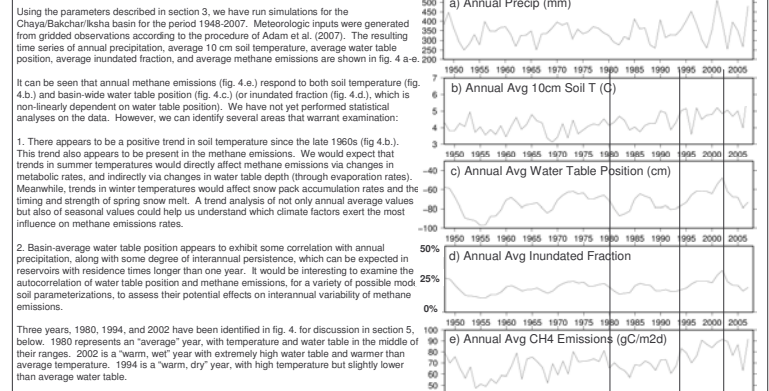 Using the parameters described in section 3, we have run simulations for the
Chaya/Bakchar/Iksha basin for the period 1948-2007.  Meteorologic inputs were generated
from gridded observations according to the procedure of Adam et al. (2007).  The resulting
time series of annual precipitation, average 10 cm soil temperature, average water table
position, average inundated fraction, and average methane emissions are shown in fig. 4 a-e.
It can be seen that annual methane emissions (fig. 4.e.) respond to both soil temperature (fig.
4.b.) and basin-wide water table position (fig. 4.c.) (or inundated fraction (fig. 4.d.), which is
non-linearly dependent on water table position).  We have not yet performed statistical
analyses on the data.  However, we can identify several areas that warrant examination:
1. There appears to be a positive trend in soil temperature since the late 1960s (fig 4.b.).
This trend also appears to be present in the methane emissions.  We would expect that
trends in summer temperatures would directly affect methane emissions via changes in
metabolic rates, and indirectly via changes in water table depth (through evaporation rates).
Meanwhile, trends in winter temperatures would affect snow pack accumulation rates and the
timing and strength of spring snow melt.  A trend analysis of not only annual average values
but also of seasonal values could help us understand which climate factors exert the most
influence on methane emissions rates.
2. Basin-average water table position appears to exhibit some correlation with annual
precipitation, along with some degree of interannual persistence, which can be expected in
reservoirs with residence times longer than one year.  It would be interesting to examine the
autocorrelation of water table position and methane emissions, for a variety of possible mode
soil parameterizations, to assess their potential effects on interannual variability of methane
emissions.
Three years, 1980, 1994, and 2002 have been identified in fig. 4. for discussion in section 5,
below.  1980 represents an "average" year, with temperature and water table in the middle of
their ranges.  2002 is a "warm, wet" year with extremely high water table and warmer than
average temperature.  1994 is a "warm, dry" year, with high temperature but slightly lower
than average water table.
a) Annual Precip (mm)
500
450
400
350
300
250
200
1950 1955 1960 1965 1970 1975 1980 1985 1990 1995 2000 2005
b) Annual Avg 10cm Soil T (C)
7
6
5
4
3
1950 1955 1960 1965 1970 1975 1980 1985 1990 1995 2000 2005
c) Annual Avg Water Table Position (cm)
-40
-60
-80
-100
1950 1955 1960 1965 1970 1975 1980 1985 1990 1995 2000 2005
d) Annual Avg Inundated Fraction
50%
25%
0%
1950 1955 1960 1965 1970 1975 1980 1985 1990 1995 2000 2005
e) Annual Avg CH4 Emissions (gC/m2d)
100
90
80
70
60
50